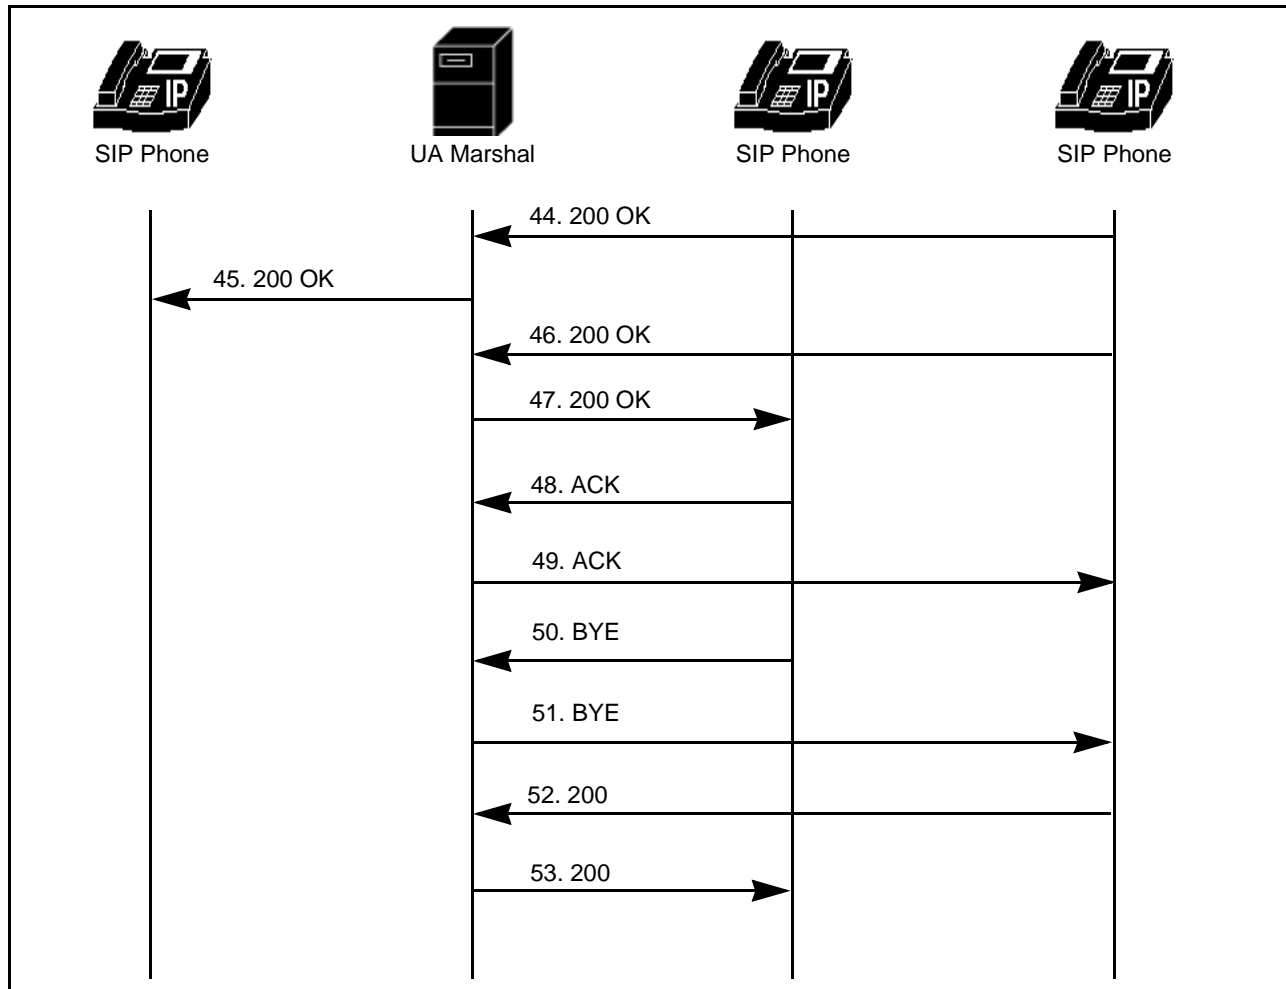 IP
IP
IP
SIP Phone
UA Marshal
SIP Phone
SIP Phone
44. 200 OK
45. 200 OK
46. 200 OK
47. 200 OK
48. ACK
49. ACK
50. BYE
51. BYE
52. 200
53. 200